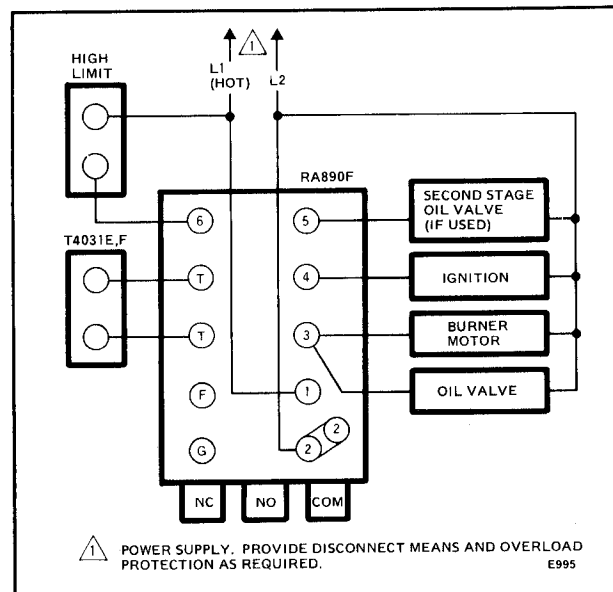 HIGH
LIMIT
1
L1
(HOT)
L2
RA890F
6
5
SECOND STAGE
OIL VALVE
(IF USED)
T4031E,F
T
4
IGNITION
T
3
BURNER
MOTOR
F
1
OIL VALVE
G
2
2
NC
NO
COM
1
POWER SUPPLY. PROVIDE DISCONNECT MEANS AND OVERLOAD
PROTECTION AS REQUIRED.
E995